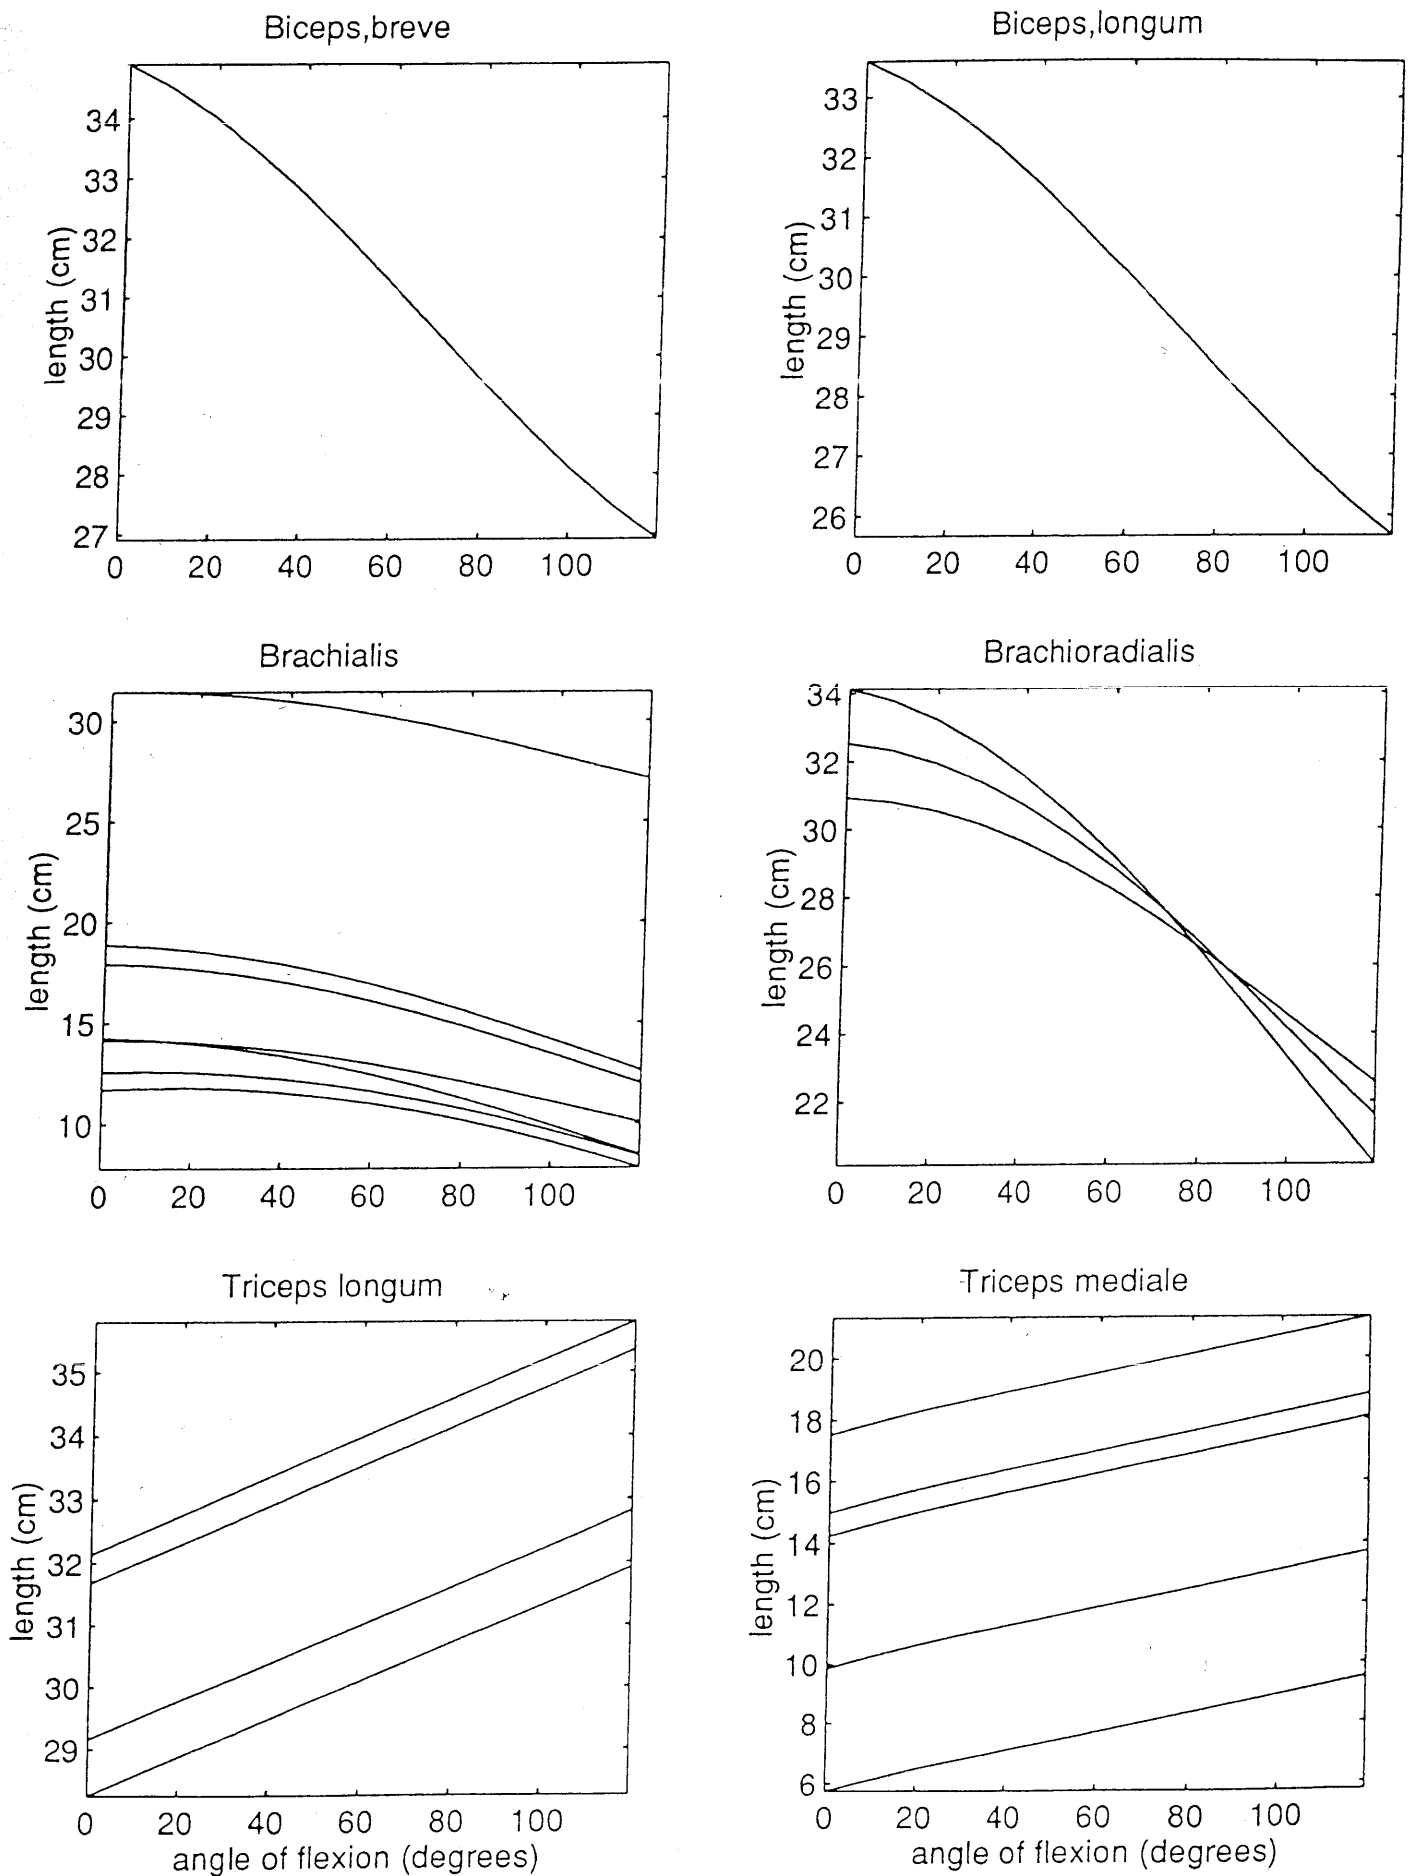 Biceps,breve
34
33
32
31
30
29
28
27
length (cm)
0 20 40 60 80 100
Biceps,longum
33
32
31
30
29
28
27
26
length (cm)
0 20 40 60 80 100
Brachialis
30
25
20
15
10
length (cm)
0 20 40 60 80 100
Brachioradialis
34
32
30
28
26
24
22
length (cm)
0 20 40 60 80 100
Triceps longum
35
34
33
32
31
30
29
length (cm)
0 20 40 60 80 100
angle of flexion (degrees)
Triceps mediale
20
18
16
14
12
10
8
6
length (cm)
0 20 40 60 80 100
angle of flexion (degrees)